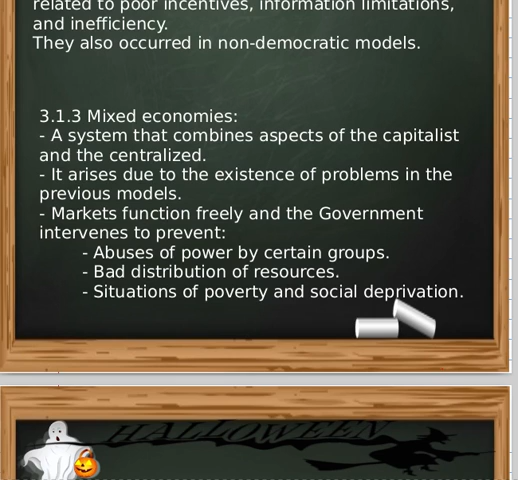 related to poor incentives, information limitations,
and inefficiency.
They also occurred in non-democratic models.
3.1.3 Mixed economies:
- A system that combines aspects of the capitalist
and the centralized.
- It arises due to the existence of problems in the
previous models.
- Markets function freely and the Government
intervenes to prevent:
- Abuses of power by certain groups.
- Bad distribution of resources.
- Situations of poverty and social deprivation.
HALLOWEEN